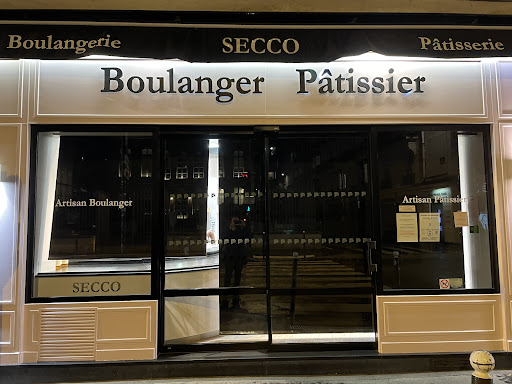 Boulangerie SECCO Pâtisserie
Boulanger Pâtissier
Artisan Boulanger
Artisan Pâtissier
SECCO